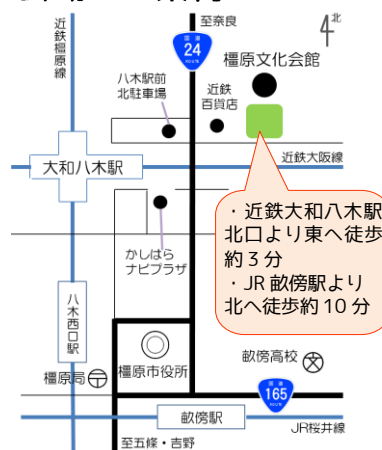 至奈良
北
近鉄橿原線
国道
24
ROUTE
橿原文化会館
八木駅前
北駐車場
近鉄
百貨店
大和八木駅
近鉄大阪線
・近鉄大和八木駅
北口より東へ徒歩
約3分
・JR畝傍駅より
北へ徒歩約10分
かしはら
ナビプラザ
八木西口駅
橿原局
橿原市役所
畝傍高校
国道
165
ROUTE
畝傍駅
JR桜井線
至五條・吉野